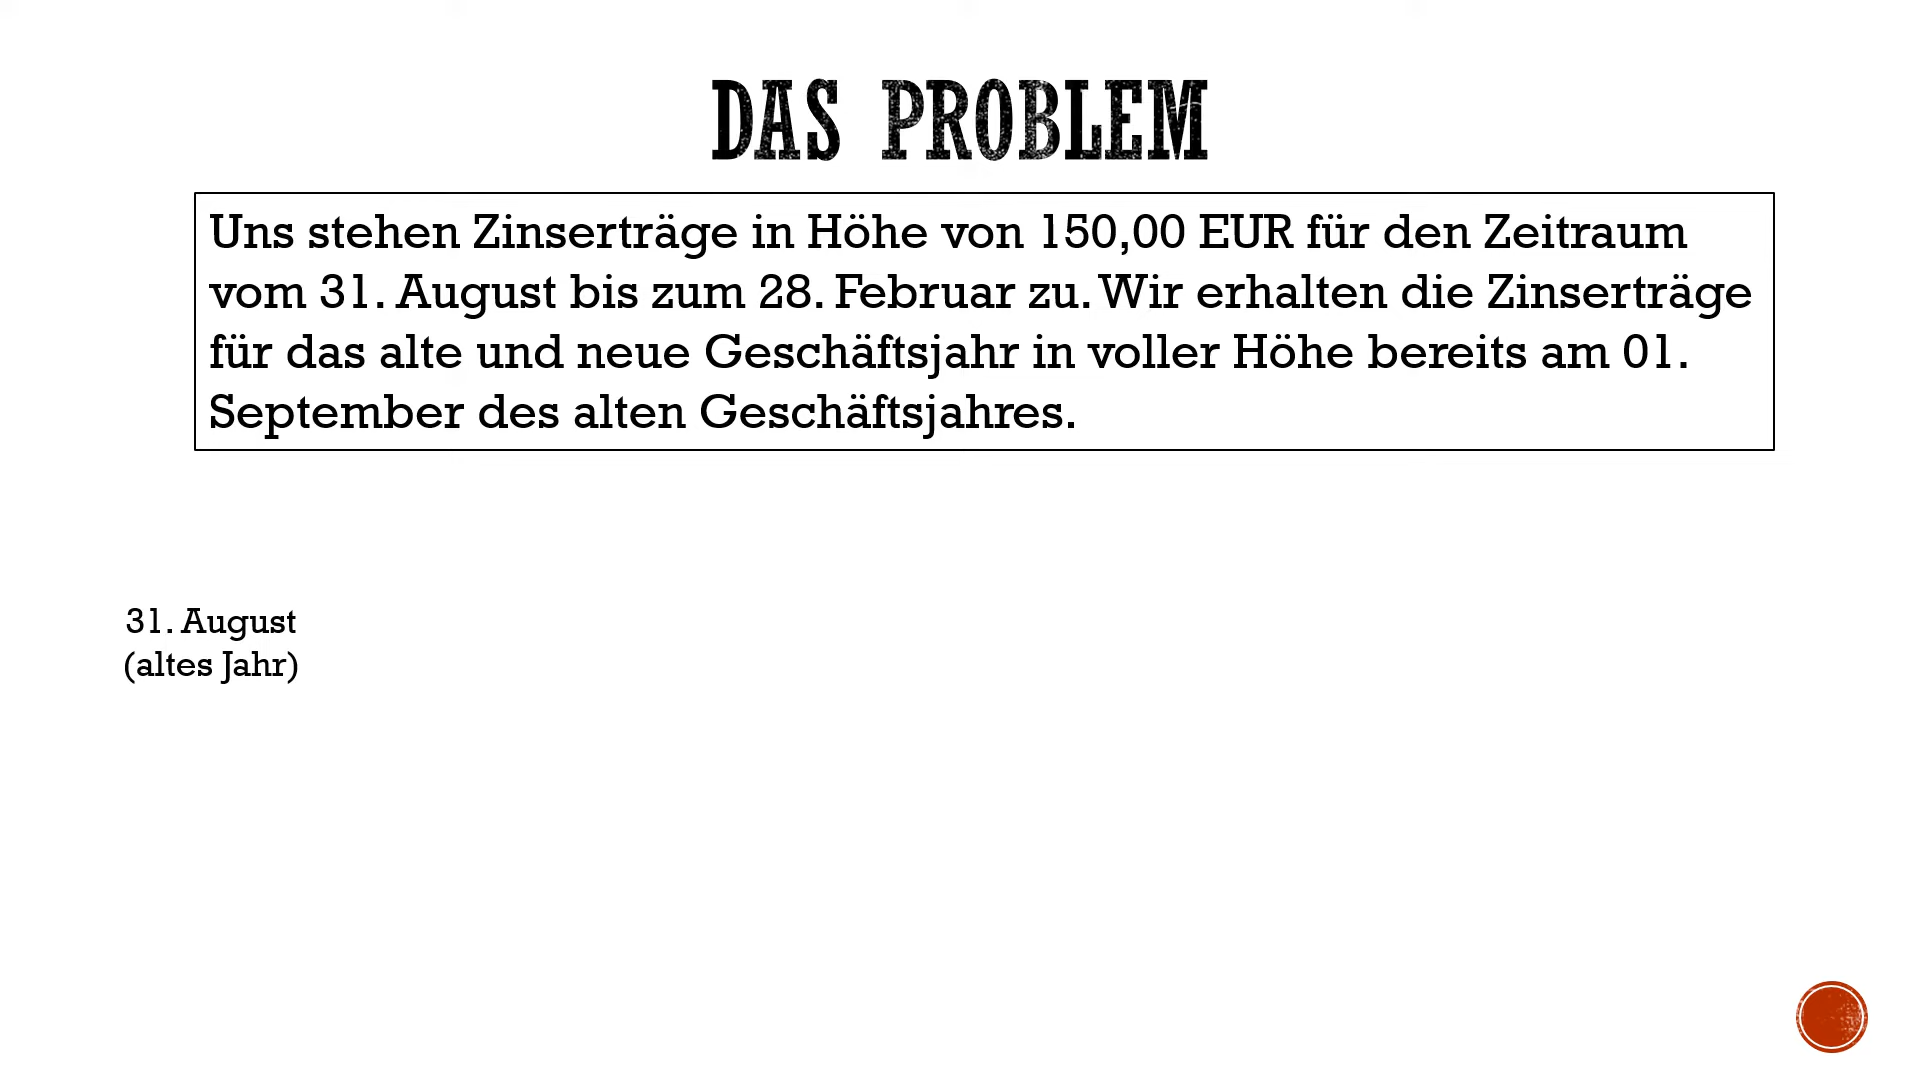 DAS PROBLEM
Uns stehen Zinserträge in Höhe von 150,00 EUR für den Zeitraum
vom 31. August bis zum 28. Februar zu. Wir erhalten die Zinserträge
für das alte und neue Geschäftsjahr in voller Höhe bereits am 01.
September des alten Geschäftsjahres.
31. August
(altes Jahr)